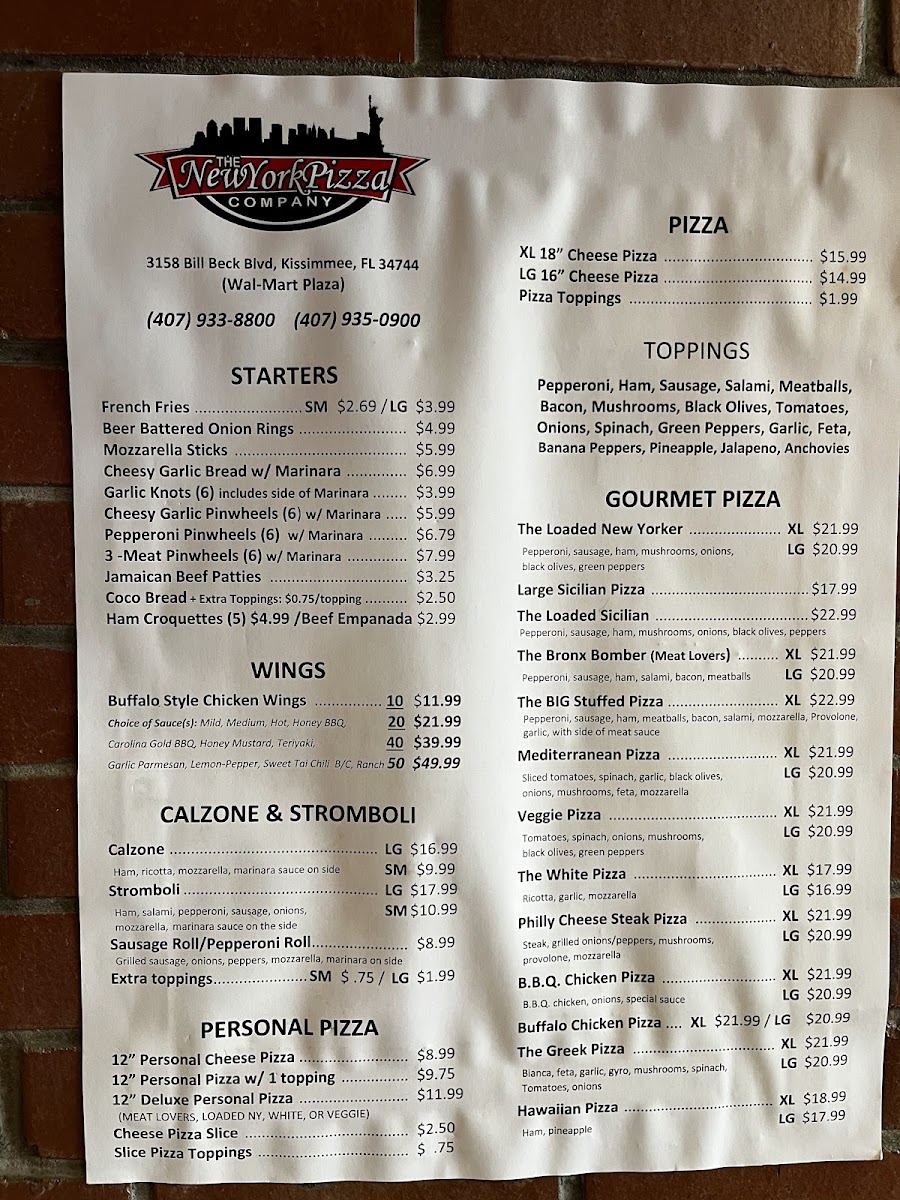 THE
NewYorkPizza
COMPANY
3158 Bill Beck Blvd, Kissimmee, FL 34744
(Wal-Mart Plaza)
(407) 933-8800 (407) 935-0900
STARTERS
French Fries ........................ SM $2.69 / LG $3.99
Beer Battered Onion Rings ........................ $4.99
Mozzarella Sticks ........................................ $5.99
Cheesy Garlic Bread w/ Marinara ............. $6.99
Garlic Knots (6) includes side of Marinara ........ $3.99
Cheesy Garlic Pinwheels (6) w/ Marinara ..... $5.99
Pepperoni Pinwheels (6) w/ Marinara ......... $6.79
3 -Meat Pinwheels (6) w/ Marinara ............. $7.99
Jamaican Beef Patties ............................... $3.25
Coco Bread + Extra Toppings: $0.75/topping .......... $2.50
Ham Croquettes (5) $4.99 /Beef Empanada $2.99
WINGS
Buffalo Style Chicken Wings ................ 10 $11.99
Choice of Sauce(s): Mild, Medium, Hot, Honey BBQ, 20 $21.99
Carolina Gold BBQ, Honey Mustard, Teriyaki, 40 $39.99
Garlic Parmesan, Lemon-Pepper, Sweet Tai Chili B/C, Ranch 50 $49.99
CALZONE & STROMBOLI
Calzone ................................................ LG $16.99
Ham, ricotta, mozzarella, marinara sauce on side SM $9.99
Stromboli ............................................. LG $17.99
Ham, salami, pepperoni, sausage, onions, SM $10.99
mozzarella, marinara sauce on the side
Sausage Roll/Pepperoni Roll...................... $8.99
Grilled sausage, onions, peppers, mozzarella, marinara on side
Extra toppings..................... SM $ .75 / LG $1.99
PERSONAL PIZZA
12” Personal Cheese Pizza ......................... $8.99
12” Personal Pizza w/ 1 topping ............... $9.75
12” Deluxe Personal Pizza ......................... $11.99
(MEAT LOVERS, LOADED NY, WHITE, OR VEGGIE)
Cheese Pizza Slice ...................................... $2.50
Slice Pizza Toppings ................................... $ .75
PIZZA
XL 18” Cheese Pizza .................................. $15.99
LG 16” Cheese Pizza .................................. $14.99
Pizza Toppings .......................................... $1.99
TOPPINGS
Pepperoni, Ham, Sausage, Salami, Meatballs,
Bacon, Mushrooms, Black Olives, Tomatoes,
Onions, Spinach, Green Peppers, Garlic, Feta,
Banana Peppers, Pineapple, Jalapeno, Anchovies
GOURMET PIZZA
The Loaded New Yorker ..................... XL $21.99
Pepperoni, sausage, ham, mushrooms, onions, LG $20.99
black olives, green peppers
Large Sicilian Pizza .................................... $17.99
The Loaded Sicilian ................................... $22.99
Pepperoni, sausage, ham, mushrooms, onions, black olives, peppers
The Bronx Bomber (Meat Lovers) ......... XL $21.99
Pepperoni, sausage, ham, salami, bacon, meatballs LG $20.99
The BIG Stuffed Pizza ......................... XL $22.99
Pepperoni, sausage, ham, meatballs, bacon, salami, mozzarella, Provolone,
garlic, with side of meat sauce
Mediterranean Pizza ......................... XL $21.99
Sliced tomatoes, spinach, garlic, black olives, LG $20.99
onions, mushrooms, feta, mozzarella
Veggie Pizza ....................................... XL $21.99
Tomatoes, spinach, onions, mushrooms, LG $20.99
black olives, green peppers
The White Pizza ................................. XL $17.99
Ricotta, garlic, mozzarella LG $16.99
Philly Cheese Steak Pizza ................... XL $21.99
Steak, grilled onions/peppers, mushrooms, LG $20.99
provolone, mozzarella
B.B.Q. Chicken Pizza .......................... XL $21.99
B.B.Q. chicken, onions, special sauce LG $20.99
Buffalo Chicken Pizza .... XL $21.99 / LG $20.99
The Greek Pizza ................................. XL $21.99
Bianca, feta, garlic, gyro, mushrooms, spinach, LG $20.99
Tomatoes, onions
Hawaiian Pizza ................................... XL $18.99
Ham, pineapple LG $17.99